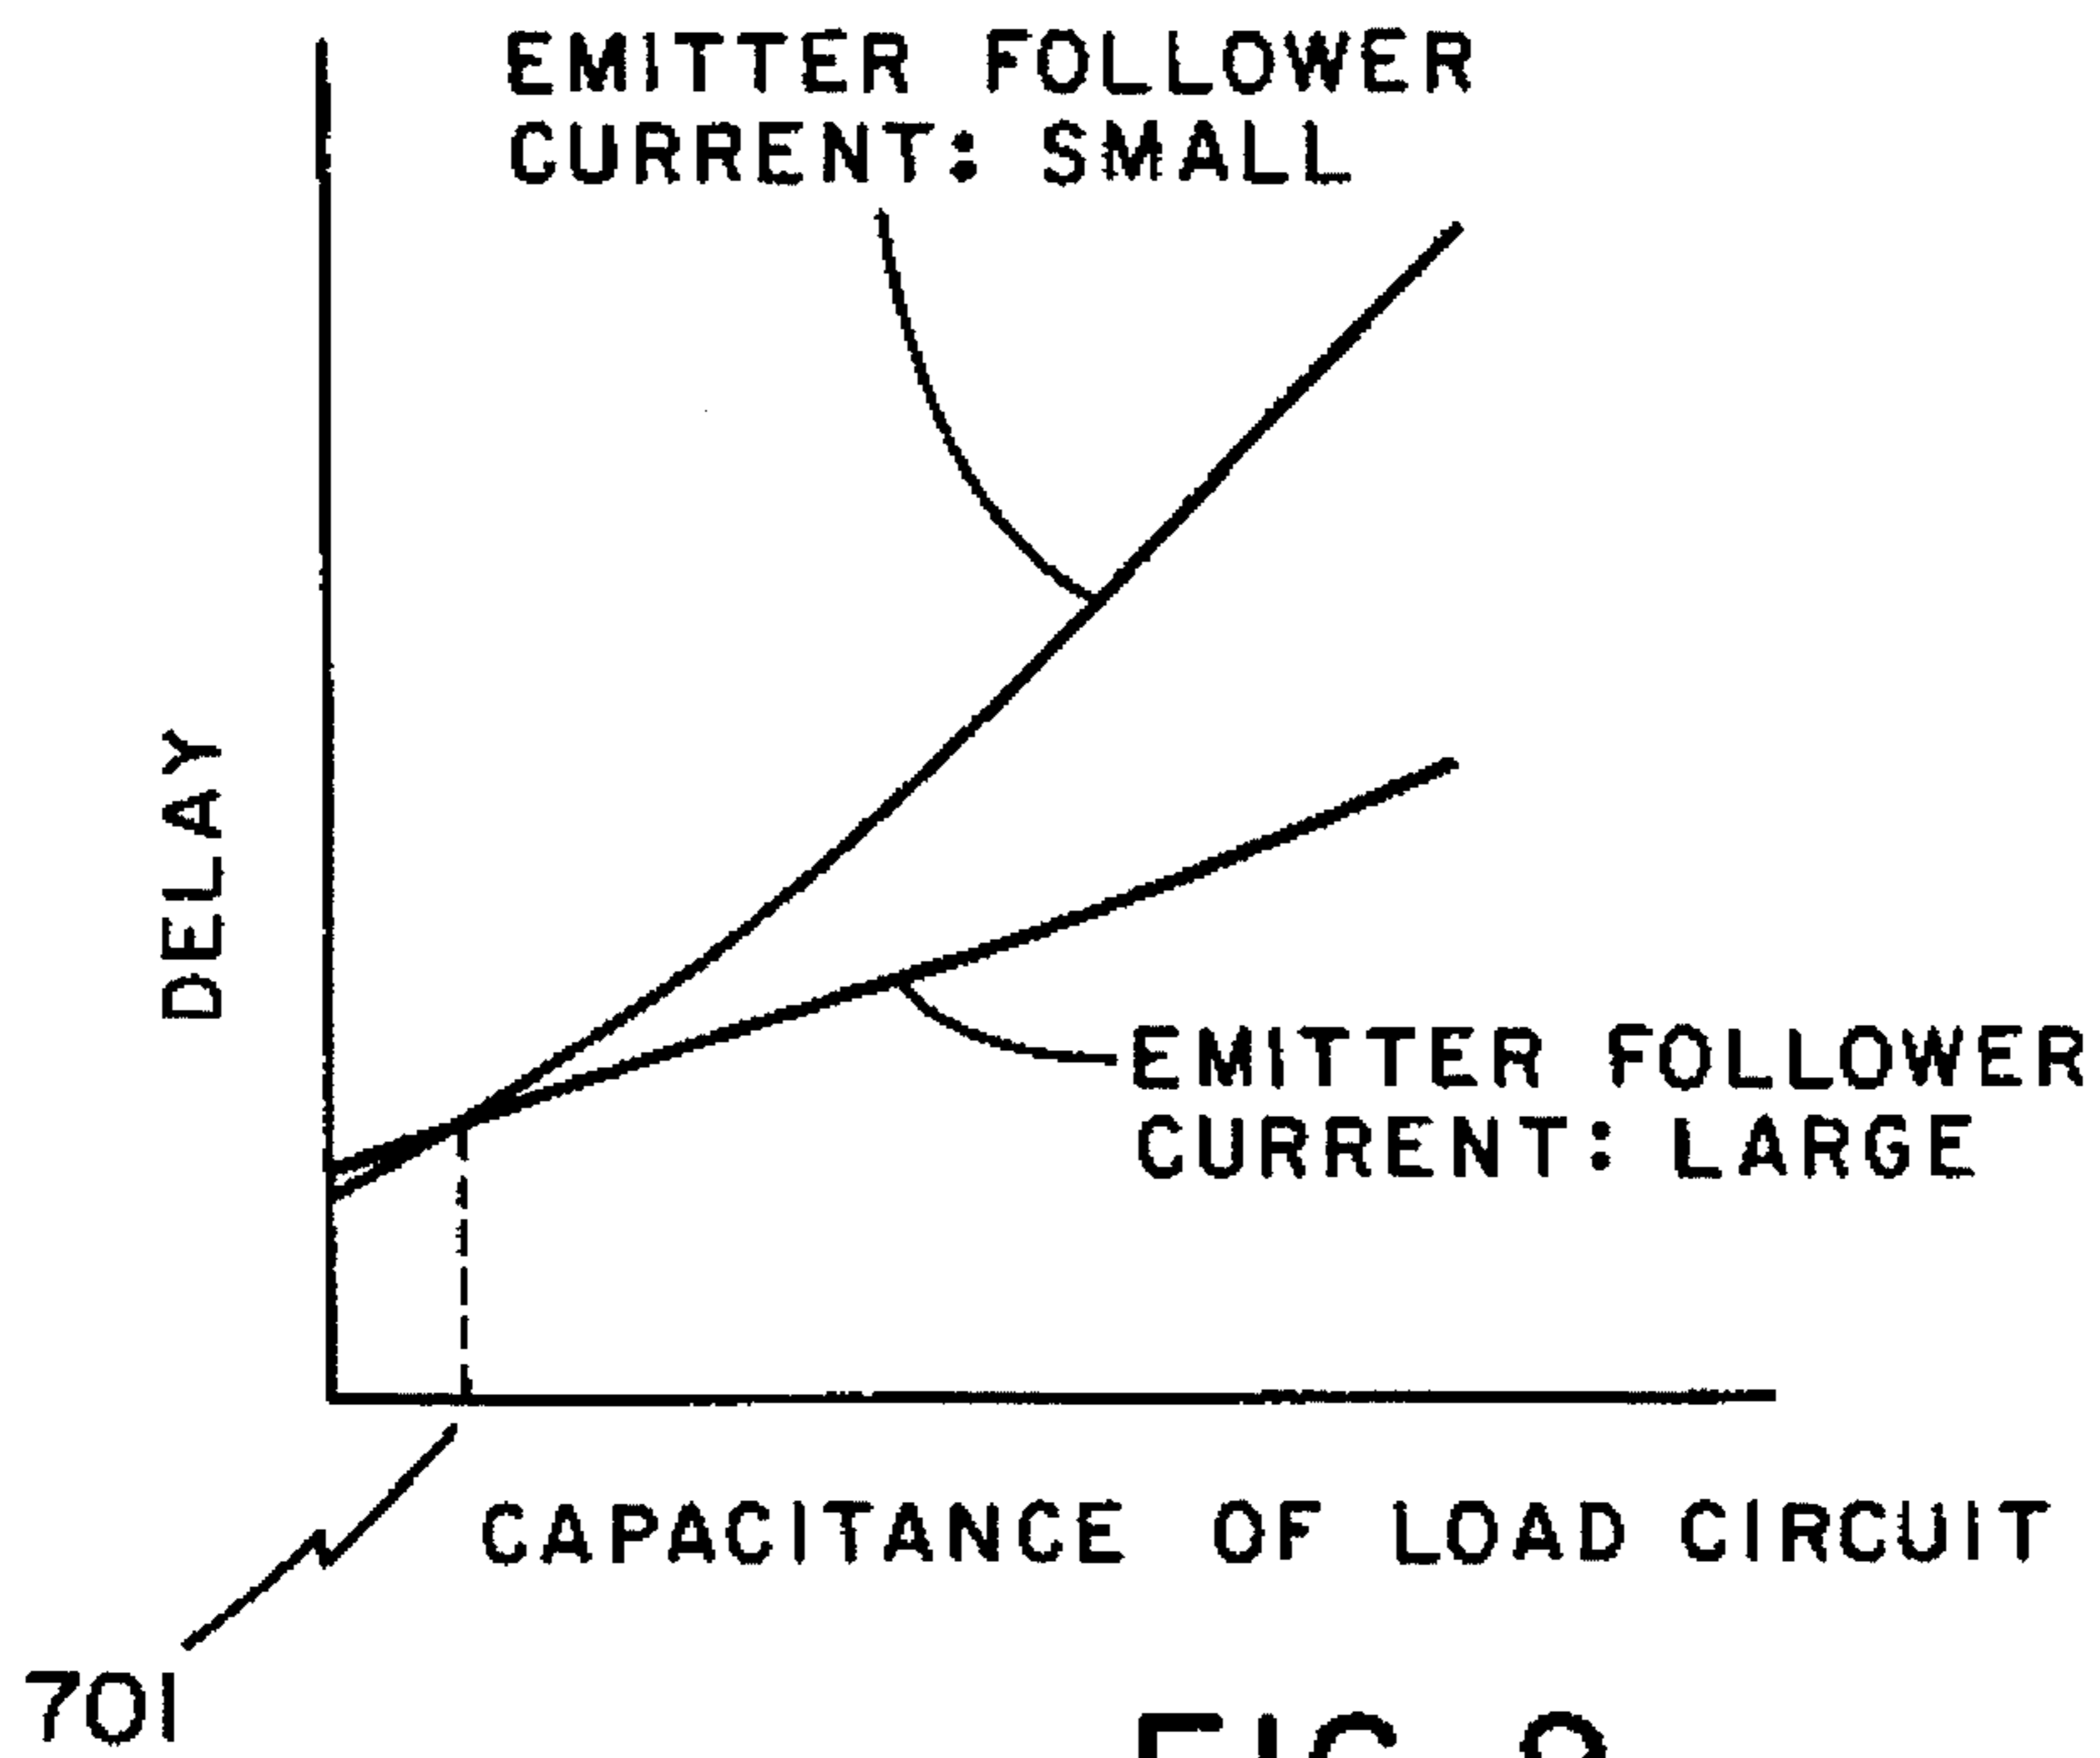 EMITTER FOLLOWER
CURRENT: SMALL
DELAY
EMITTER FOLLOWER
CURRENT: LARGE
CAPACITANCE OF LOAD CIRCUIT
701